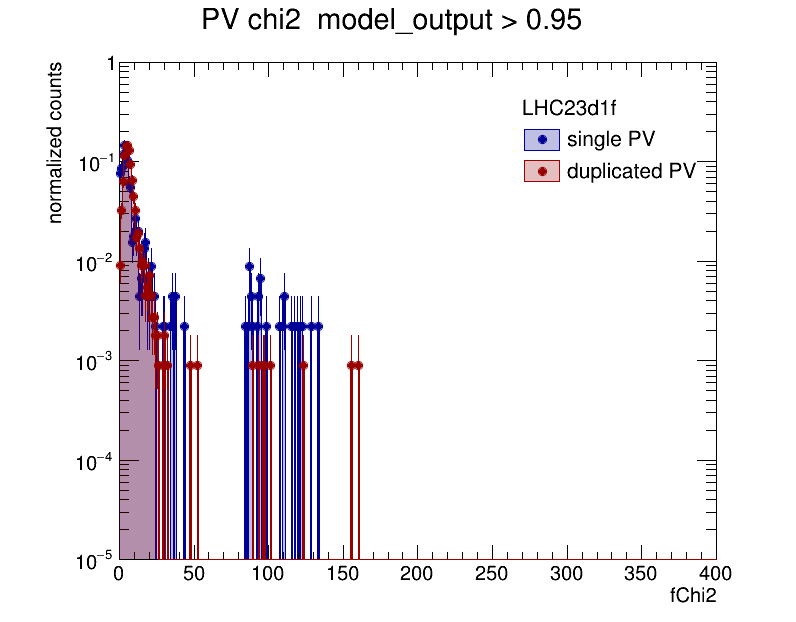 PV chi2 model_output > 0.95
normalized counts
1
10⁻¹
10⁻²
10⁻³
10⁻⁴
10⁻⁵
LHC23d1f
single PV
duplicated PV
0 50 100 150 200 250 300 350 400
fChi2